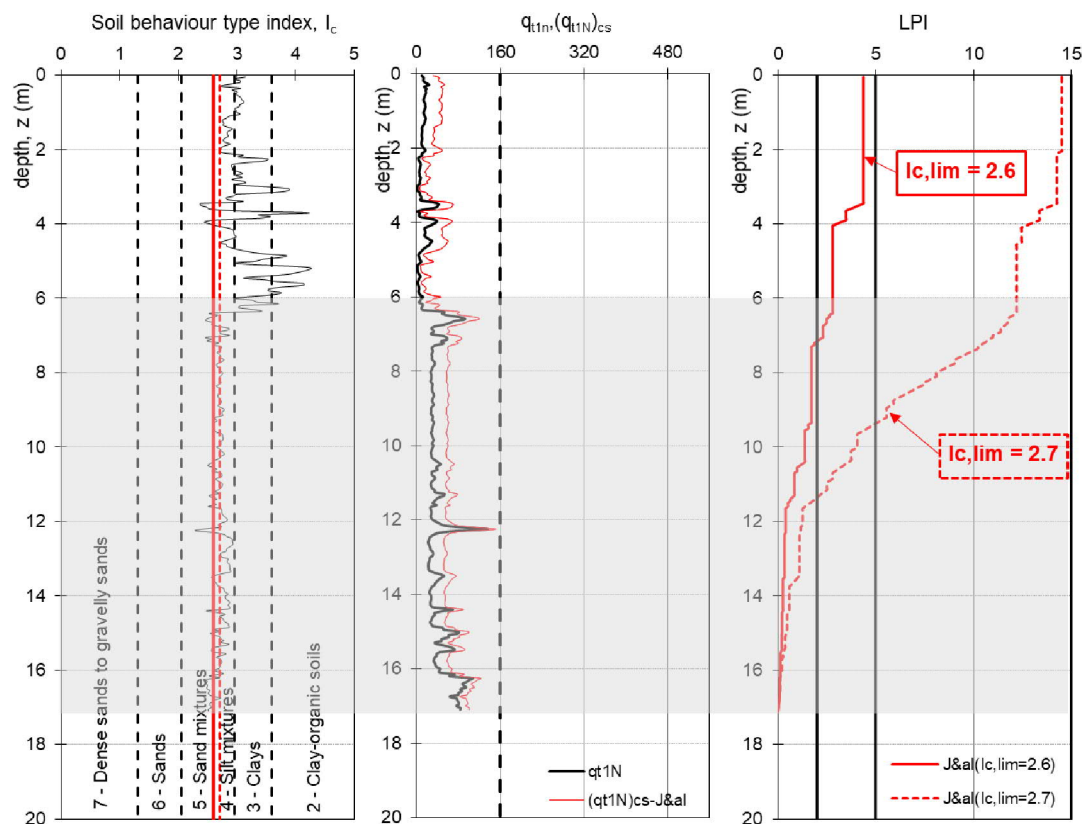 Soil behaviour type index, Ic
0 1 2 3 4 5
depth, z (m)
0
2
4
6
8
10
12
14
16
18
20
7 - Dense sands to gravelly sands
6 - Sands
5 - Sand mixtures
4 - Silt mixtures
3 - Clays
2 - Clay-organic soils
qt1n,(qt1N)cs
0 160 320 480
depth, z (m)
0
2
4
6
8
10
12
14
16
18
20
qt1N
(qt1N)cs-J&al
LPI
0 5 10 15
depth, z (m)
0
2
4
6
8
10
12
14
16
18
20
Ic,lim = 2.6
Ic,lim = 2.7
J&al(Ic,lim=2.6)
J&al(Ic,lim=2.7)